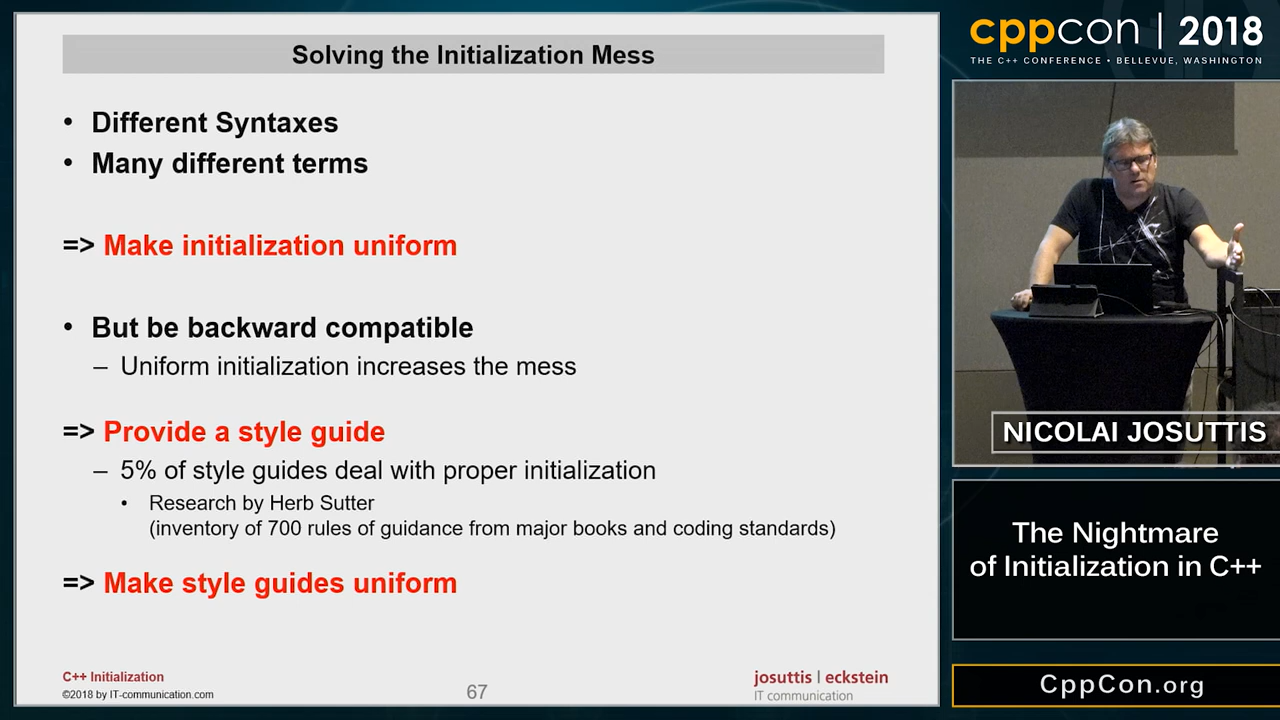 Solving the Initialization Mess
• Different Syntaxes
• Many different terms
=> Make initialization uniform
• But be backward compatible
– Uniform initialization increases the mess
=> Provide a style guide
– 5% of style guides deal with proper initialization
• Research by Herb Sutter
(inventory of 700 rules of guidance from major books and coding standards)
=> Make style guides uniform
C++ Initialization
©2018 by IT-communication.com
67
josuttis | eckstein
IT communication
cppcon | 2018
THE C++ CONFERENCE • BELLEVUE, WASHINGTON
NICOLAI JOSUTTIS
The Nightmare
of Initialization in C++
CppCon.org